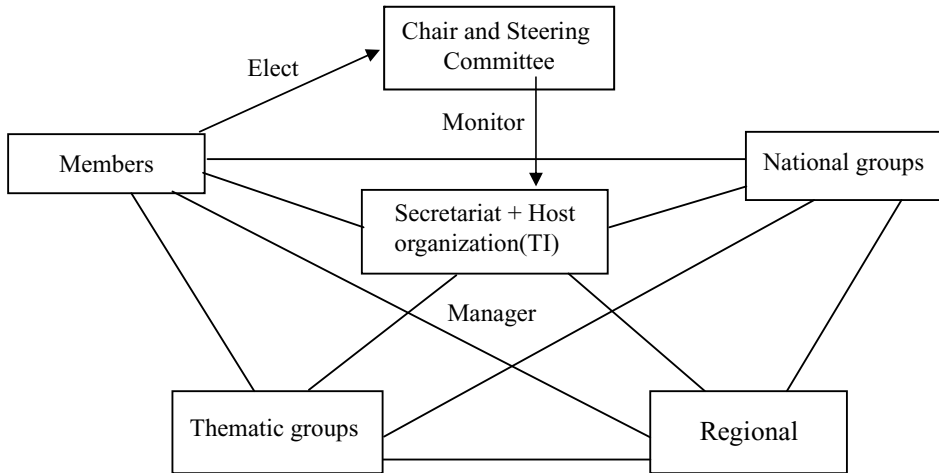 Chair and Steering
Committee
Elect
Monitor
Members
National groups
Secretariat + Host
organization(TI)
Manager
Thematic groups
Regional